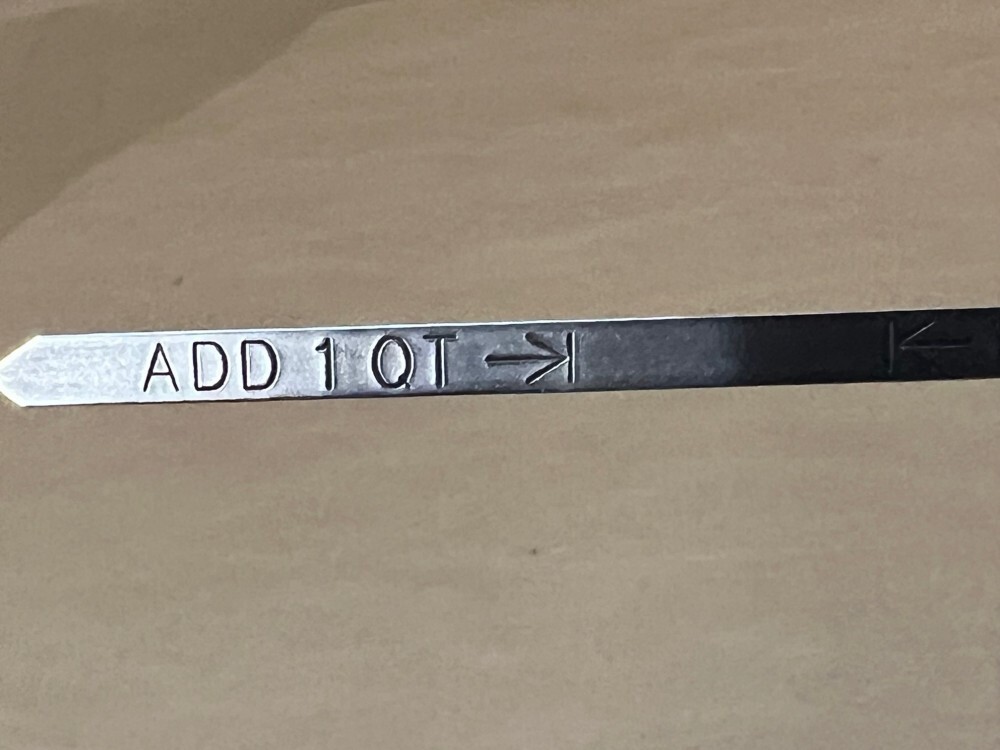 ADD 1 QT →| |←